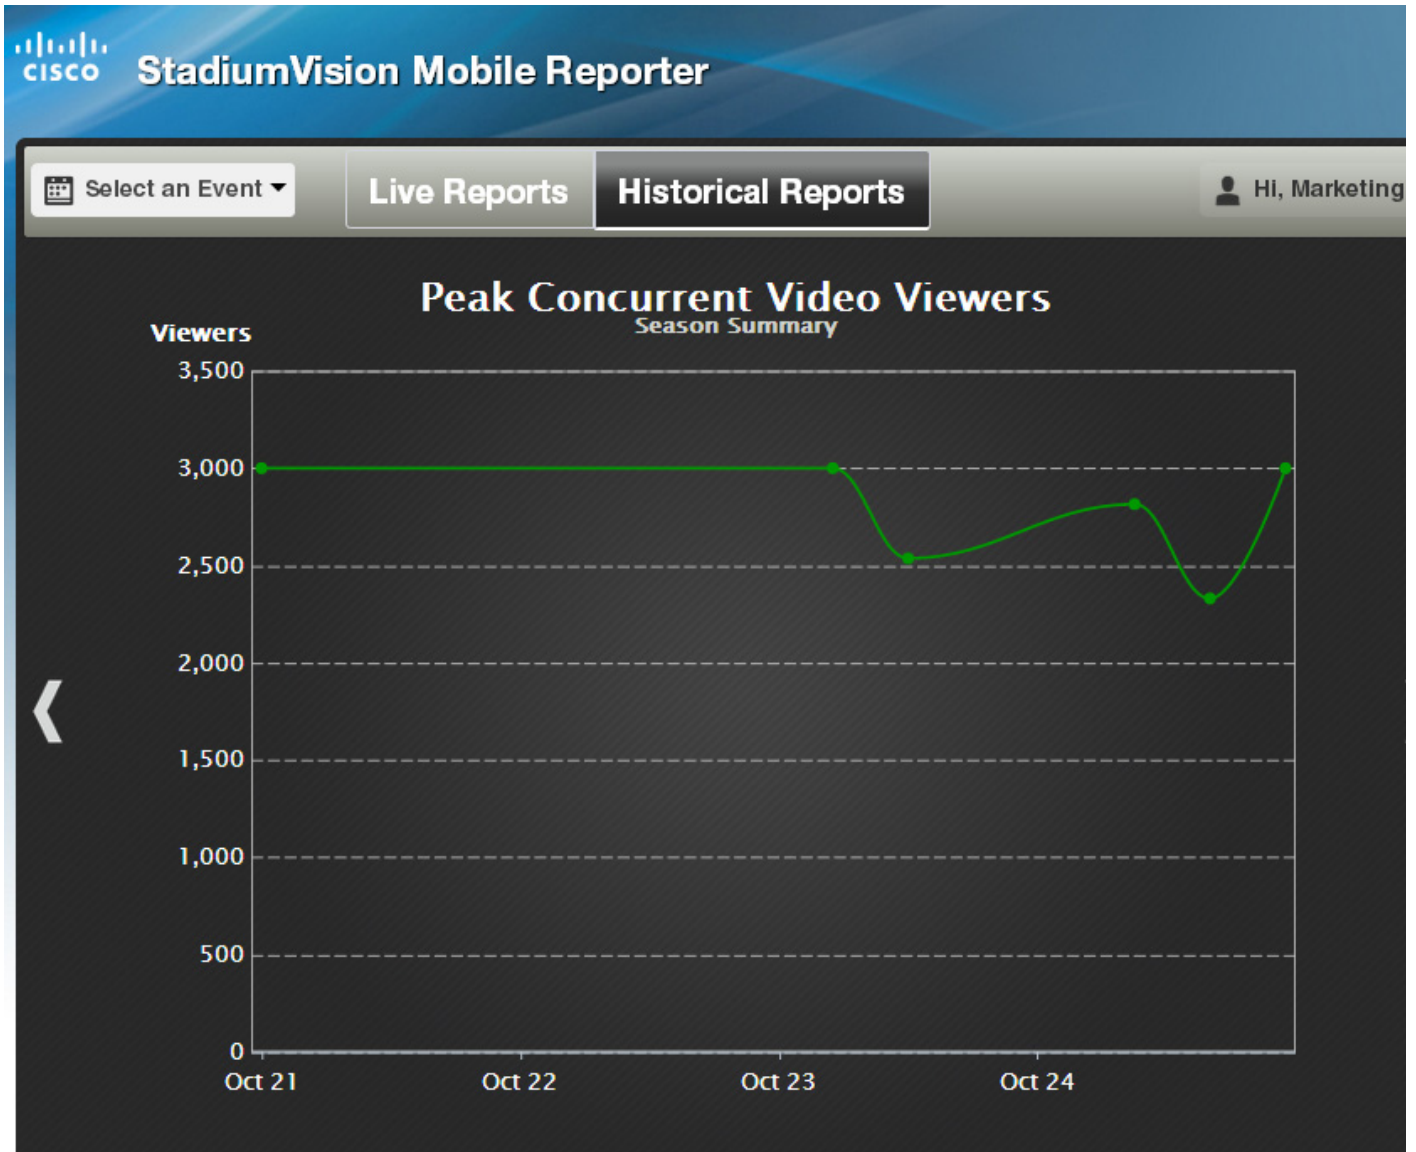 CISCO
StadiumVision Mobile Reporter
Select an Event
Live Reports
Historical Reports
Hi, Marketing
Peak Concurrent Video Viewers
Season Summary
Viewers
3,500
3,000
2,500
2,000
1,500
1,000
500
0
Oct 21
Oct 22
Oct 23
Oct 24